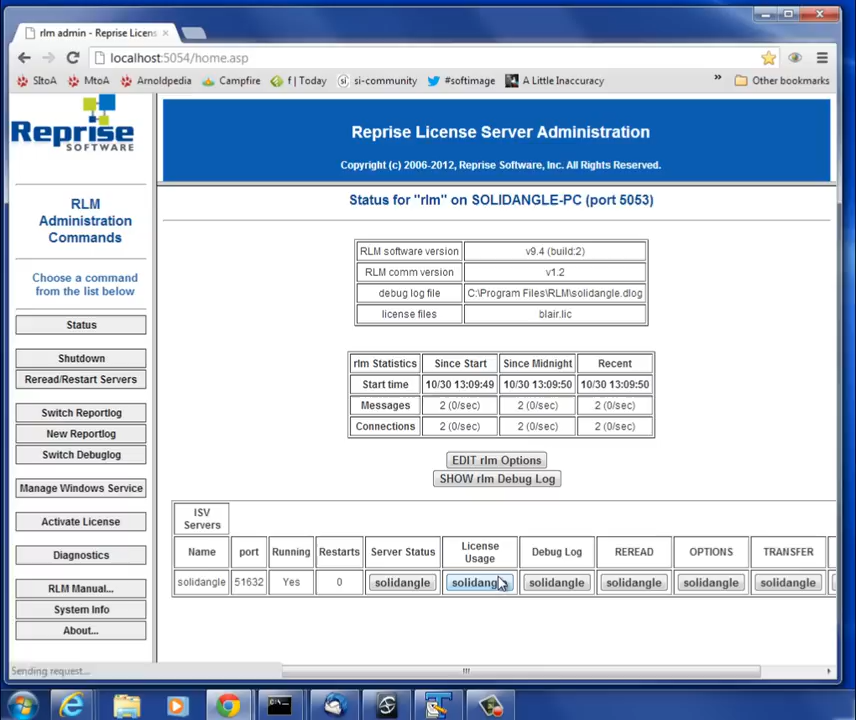 rlm admin - Reprise Licens
localhost:5054/home.asp
SItoA
MtoA
Arnoldpedia
Campfire
f | Today
si-community
#softimage
A Little Inaccuracy
»
Other bookmarks
Reprise
SOFTWARE
RLM
Administration
Commands
Choose a command
from the list below
Status
Shutdown
Reread/Restart Servers
Switch Reportlog
New Reportlog
Switch Debuglog
Manage Windows Service
Activate License
Diagnostics
RLM Manual...
System Info
About...
Reprise License Server Administration
Copyright (c) 2006-2012, Reprise Software, Inc. All Rights Reserved.
Status for "rlm" on SOLIDANGLE-PC (port 5053)
RLM software version v9.4 (build:2)
RLM comm version v1.2
debug log file C:\Program Files\RLM\solidangle.dlog
license files blair.lic
rlm Statistics Since Start Since Midnight Recent
Start time 10/30 13:09:49 10/30 13:09:50 10/30 13:09:50
Messages 2 (0/sec) 2 (0/sec) 2 (0/sec)
Connections 2 (0/sec) 2 (0/sec) 2 (0/sec)
EDIT rlm Options
SHOW rlm Debug Log
ISV
Servers
Name port Running Restarts Server Status License Usage Debug Log REREAD OPTIONS TRANSFER
solidangle 51632 Yes 0 solidangle solidangle solidangle solidangle solidangle solidangle
Sending request...